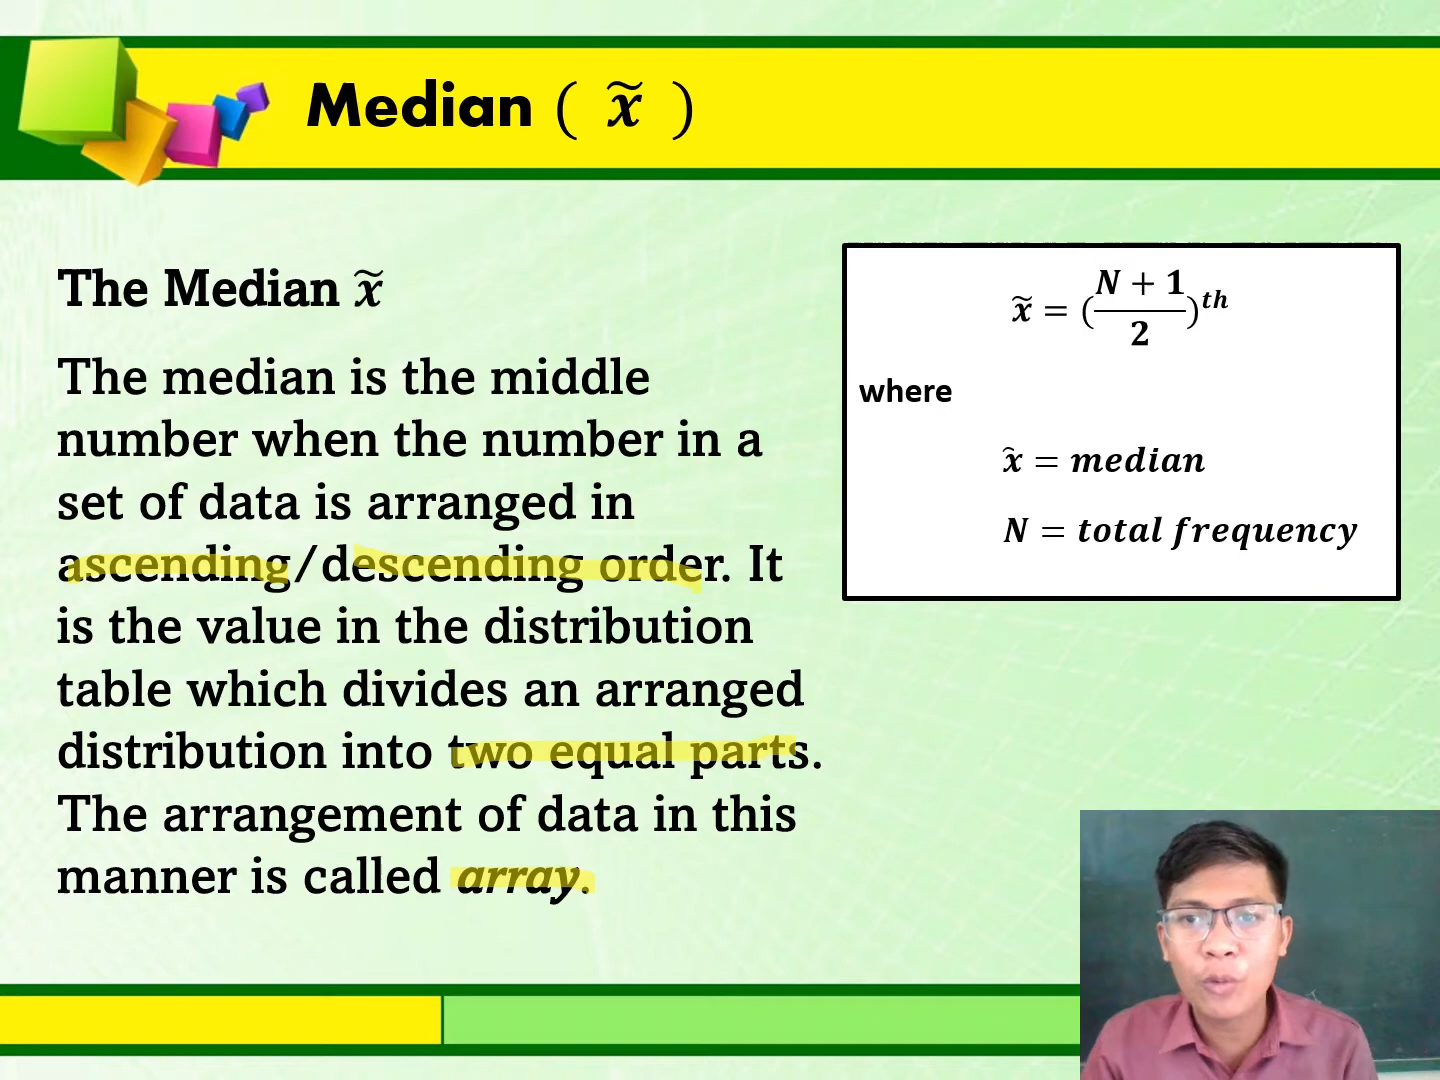 Median ( x̃ )
The Median x̃
The median is the middle
number when the number in a
set of data is arranged in
ascending/descending order. It
is the value in the distribution
table which divides an arranged
distribution into two equal parts.
The arrangement of data in this
manner is called array.
x̃ = (N + 1 / 2)th
where
x̃ = median
N = total frequency